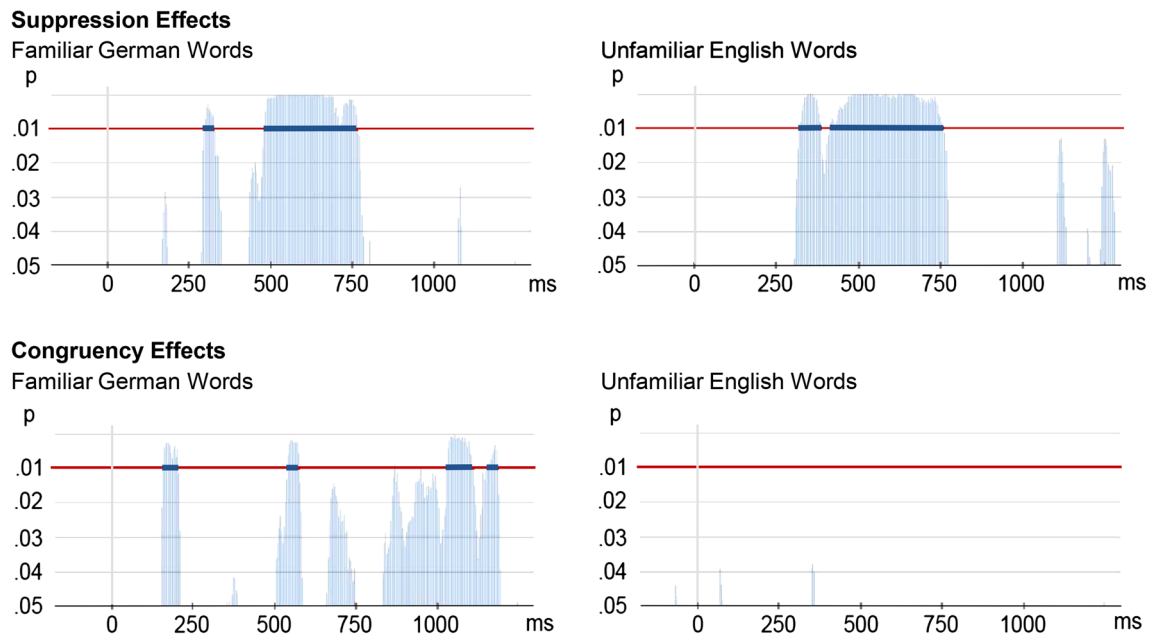 Suppression Effects
Familiar German Words
p
.01
.02
.03
.04
.05
0 250 500 750 1000 ms
Unfamiliar English Words
p
.01
.02
.03
.04
.05
0 250 500 750 1000 ms
Congruency Effects
Familiar German Words
p
.01
.02
.03
.04
.05
0 250 500 750 1000 ms
Unfamiliar English Words
p
.01
.02
.03
.04
.05
0 250 500 750 1000 ms